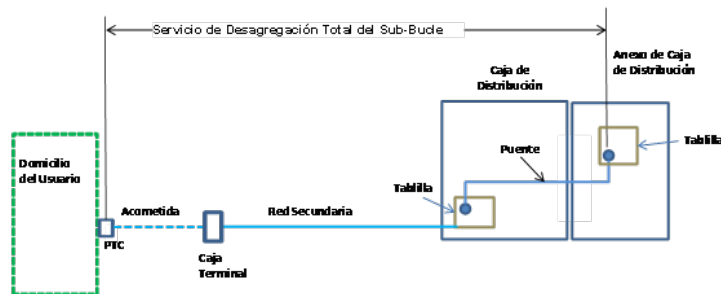 Servicio de Desagregación Total del Sub-Bucle
Anexo de Caja
de Distribución
Caja de
Distribución
Domicilio
del Usuario
Tablilla
Puente
Tablilla
Acometida
Red Secundaria
PTC
Caja
Terminal